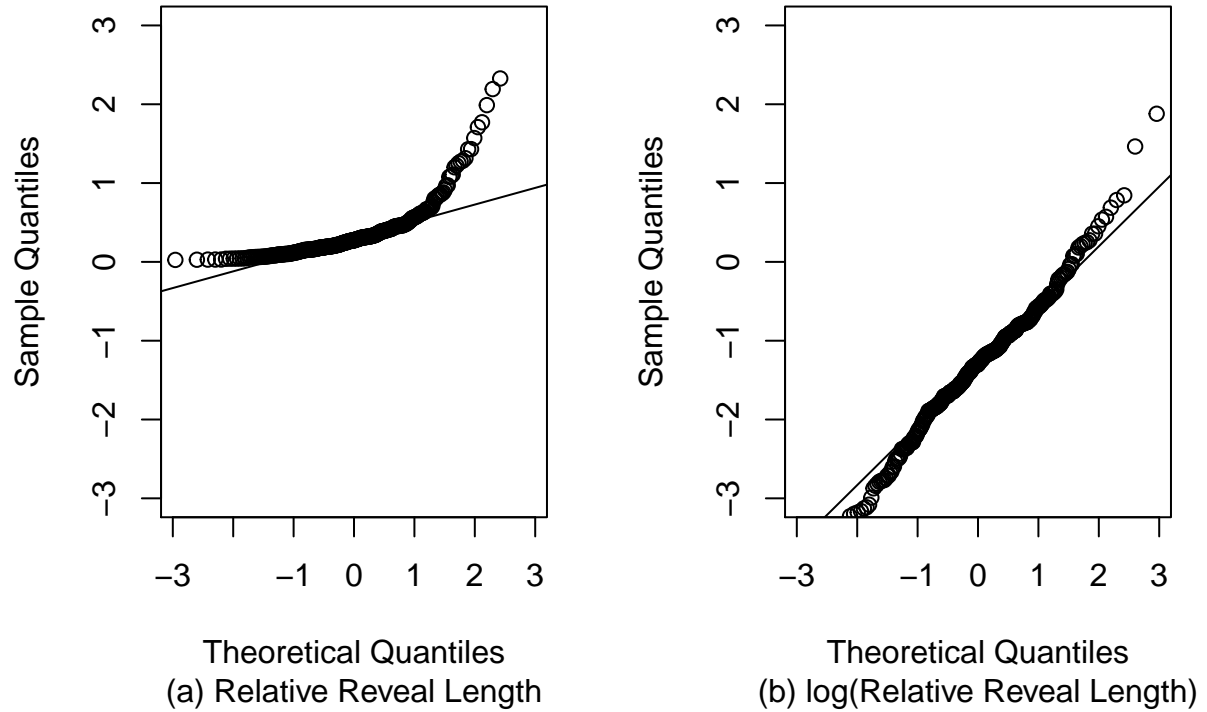 3
2
1
0
−1
−2
−3
Sample Quantiles
−3 −1 0 1 2 3
Theoretical Quantiles
(a) Relative Reveal Length
3
2
1
0
−1
−2
−3
Sample Quantiles
−3 −1 0 1 2 3
Theoretical Quantiles
(b) log(Relative Reveal Length)